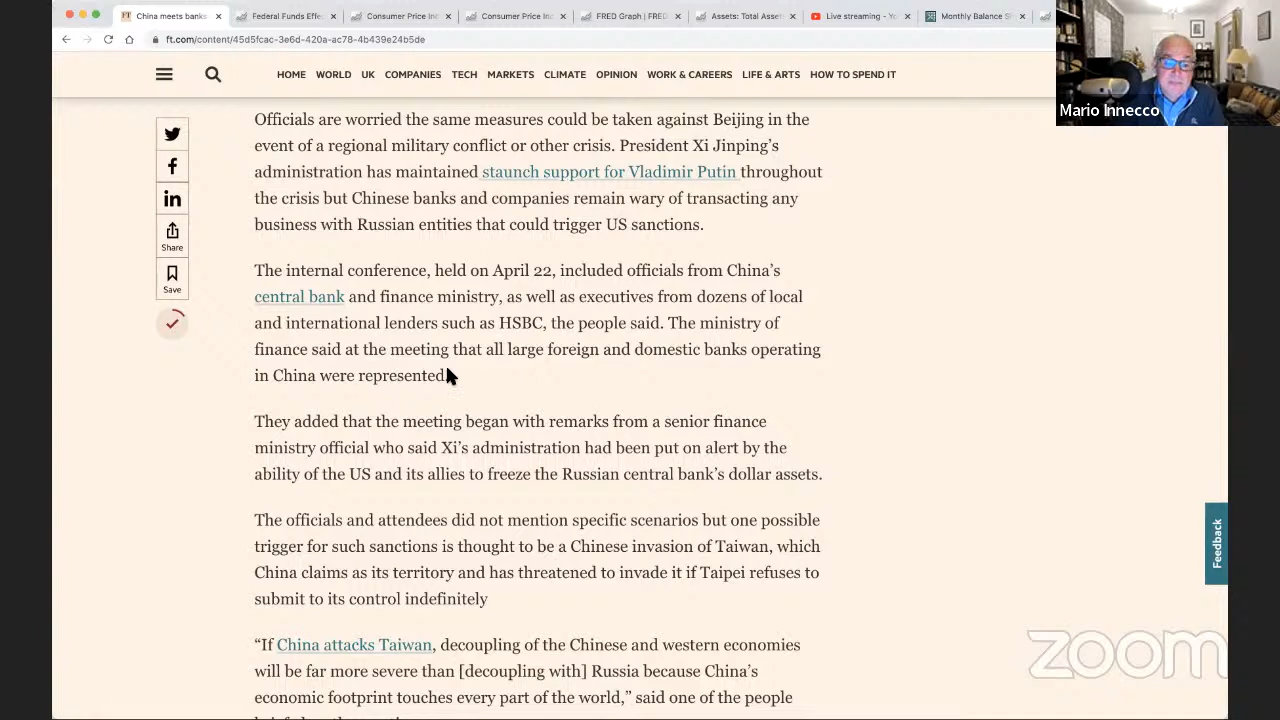 China meets banks
Federal Funds Effe
Consumer Price Ind
Consumer Price Ind
FRED Graph | FRED
Assets: Total Assets
Live streaming - Yo
Monthly Balance Sh
ft.com/content/45d5fcac-3e6d-420a-ac78-4
HOME WORLD UK COMPANIES TECH MARKETS CLIMATE OPINION WORK & CAREERS LIFE & ARTS HOW TO SPEND IT
Mario Innecco
Officials are worried the same measures could be taken against Beijing in the
event of a regional military conflict or other crisis. President Xi Jinping’s
administration has maintained staunch support for Vladimir Putin throughout
the crisis but Chinese banks and companies remain wary of transacting any
business with Russian entities that could trigger US sanctions.
Share
Save
The internal conference, held on April 22, included officials from China’s
central bank and finance ministry, as well as executives from dozens of local
and international lenders such as HSBC, the people said. The ministry of
finance said at the meeting that all large foreign and domestic banks operating
in China were represented
They added that the meeting began with remarks from a senior finance
ministry official who said Xi’s administration had been put on alert by the
ability of the US and its allies to freeze the Russian central bank’s dollar assets.
The officials and attendees did not mention specific scenarios but one possible
trigger for such sanctions is thought to be a Chinese invasion of Taiwan, which
China claims as its territory and has threatened to invade it if Taipei refuses to
submit to its control indefinitely
Feedback
“If China attacks Taiwan, decoupling of the Chinese and western economies
will be far more severe than [decoupling with] Russia because China’s
economic footprint touches every part of the world,” said one of the people
zoom